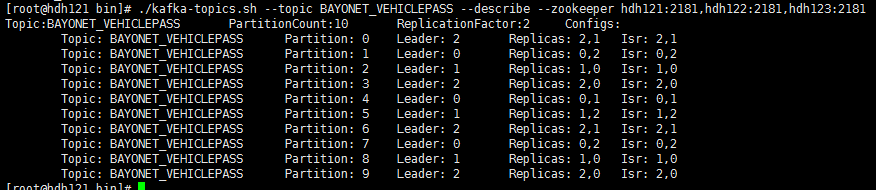 [root@hdh121 bin]# ./kafka-topics.sh --topic BAYONET_VEHICLEPASS --describe --zookeeper hdh121:2181,hdh122:2181,hdh123:2181
Topic:BAYONET_VEHICLEPASS PartitionCount:10 ReplicationFactor:2 Configs:
Topic: BAYONET_VEHICLEPASS Partition: 0 Leader: 2 Replicas: 2,1 Isr: 2,1
Topic: BAYONET_VEHICLEPASS Partition: 1 Leader: 0 Replicas: 0,2 Isr: 0,2
Topic: BAYONET_VEHICLEPASS Partition: 2 Leader: 1 Replicas: 1,0 Isr: 1,0
Topic: BAYONET_VEHICLEPASS Partition: 3 Leader: 2 Replicas: 2,0 Isr: 2,0
Topic: BAYONET_VEHICLEPASS Partition: 4 Leader: 0 Replicas: 0,1 Isr: 0,1
Topic: BAYONET_VEHICLEPASS Partition: 5 Leader: 1 Replicas: 1,2 Isr: 1,2
Topic: BAYONET_VEHICLEPASS Partition: 6 Leader: 2 Replicas: 2,1 Isr: 2,1
Topic: BAYONET_VEHICLEPASS Partition: 7 Leader: 0 Replicas: 0,2 Isr: 0,2
Topic: BAYONET_VEHICLEPASS Partition: 8 Leader: 1 Replicas: 1,0 Isr: 1,0
Topic: BAYONET_VEHICLEPASS Partition: 9 Leader: 2 Replicas: 2,0 Isr: 2,0
[root@hdh121 bin]#